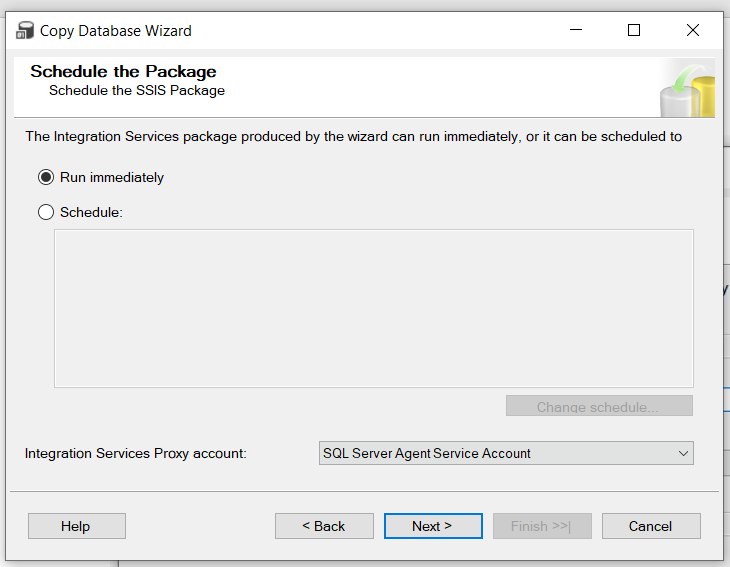 Copy Database Wizard
Schedule the Package
Schedule the SSIS Package
The Integration Services package produced by the wizard can run immediately, or it can be scheduled to
Run immediately
Schedule:
Change schedule...
Integration Services Proxy account:
SQL Server Agent Service Account
Help
< Back
Next >
Finish >>|
Cancel